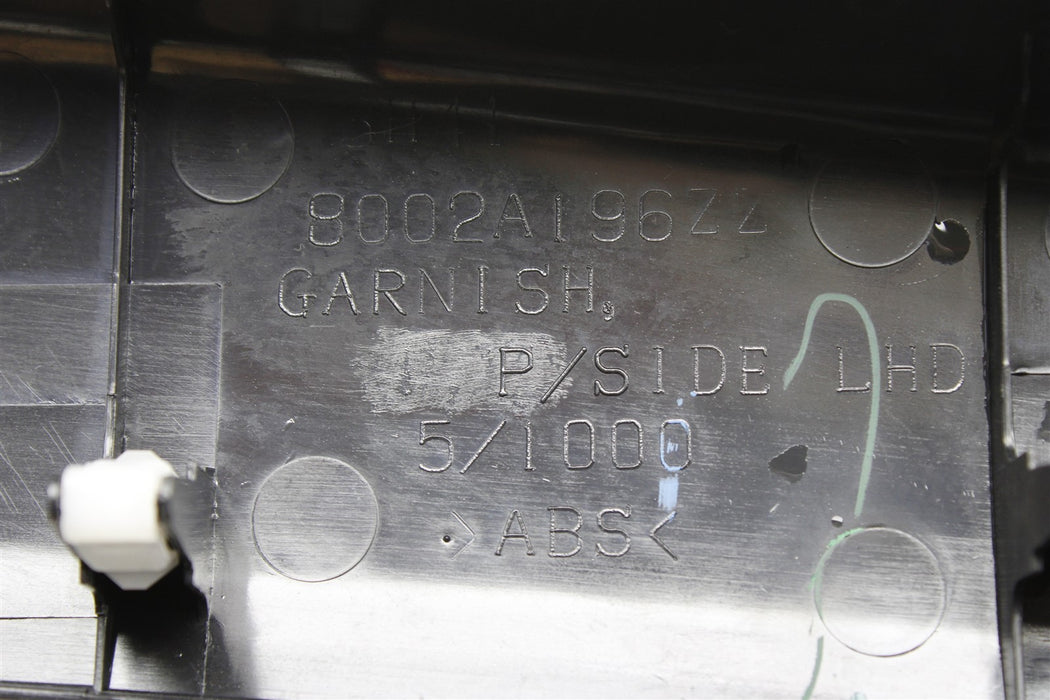 8002A196ZZ
GARNISH,
P/SIDE LHD
5/1000
>ABS<